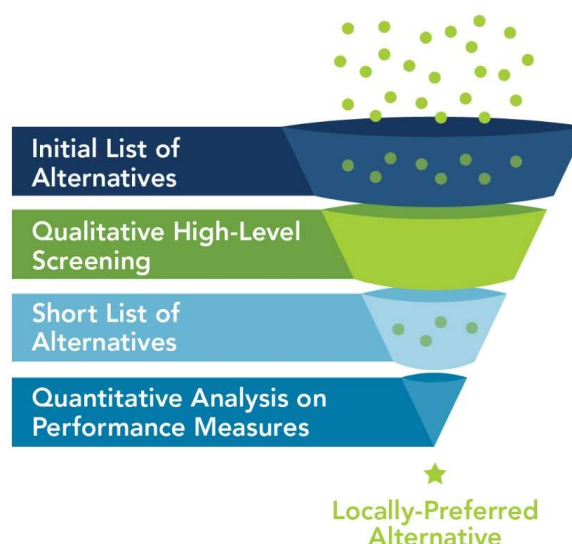 Initial List of
Alternatives
Qualitative High-Level
Screening
Short List of
Alternatives
Quantitative Analysis on
Performance Measures
Locally-Preferred
Alternative